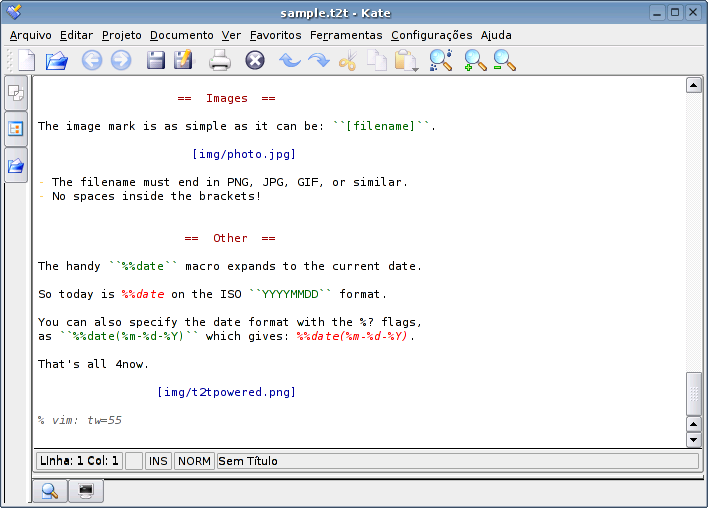 sample.t2t - Kate
Arquivo Editar Projeto Documento Ver Favoritos Ferramentas Configurações Ajuda
== Images ==
The image mark is as simple as it can be: ``[filename]``.
[img/photo.jpg]
- The filename must end in PNG, JPG, GIF, or similar.
- No spaces inside the brackets!
== Other ==
The handy ``%%date`` macro expands to the current date.
So today is %%date on the ISO ``YYYYMMDD`` format.
You can also specify the date format with the %? flags,
as ``%%date(%m-%d-%Y)`` which gives: %%date(%m-%d-%Y).
That's all 4now.
[img/t2tpowered.png]
% vim: tw=55
Linha: 1 Col: 1 INS NORM Sem Título